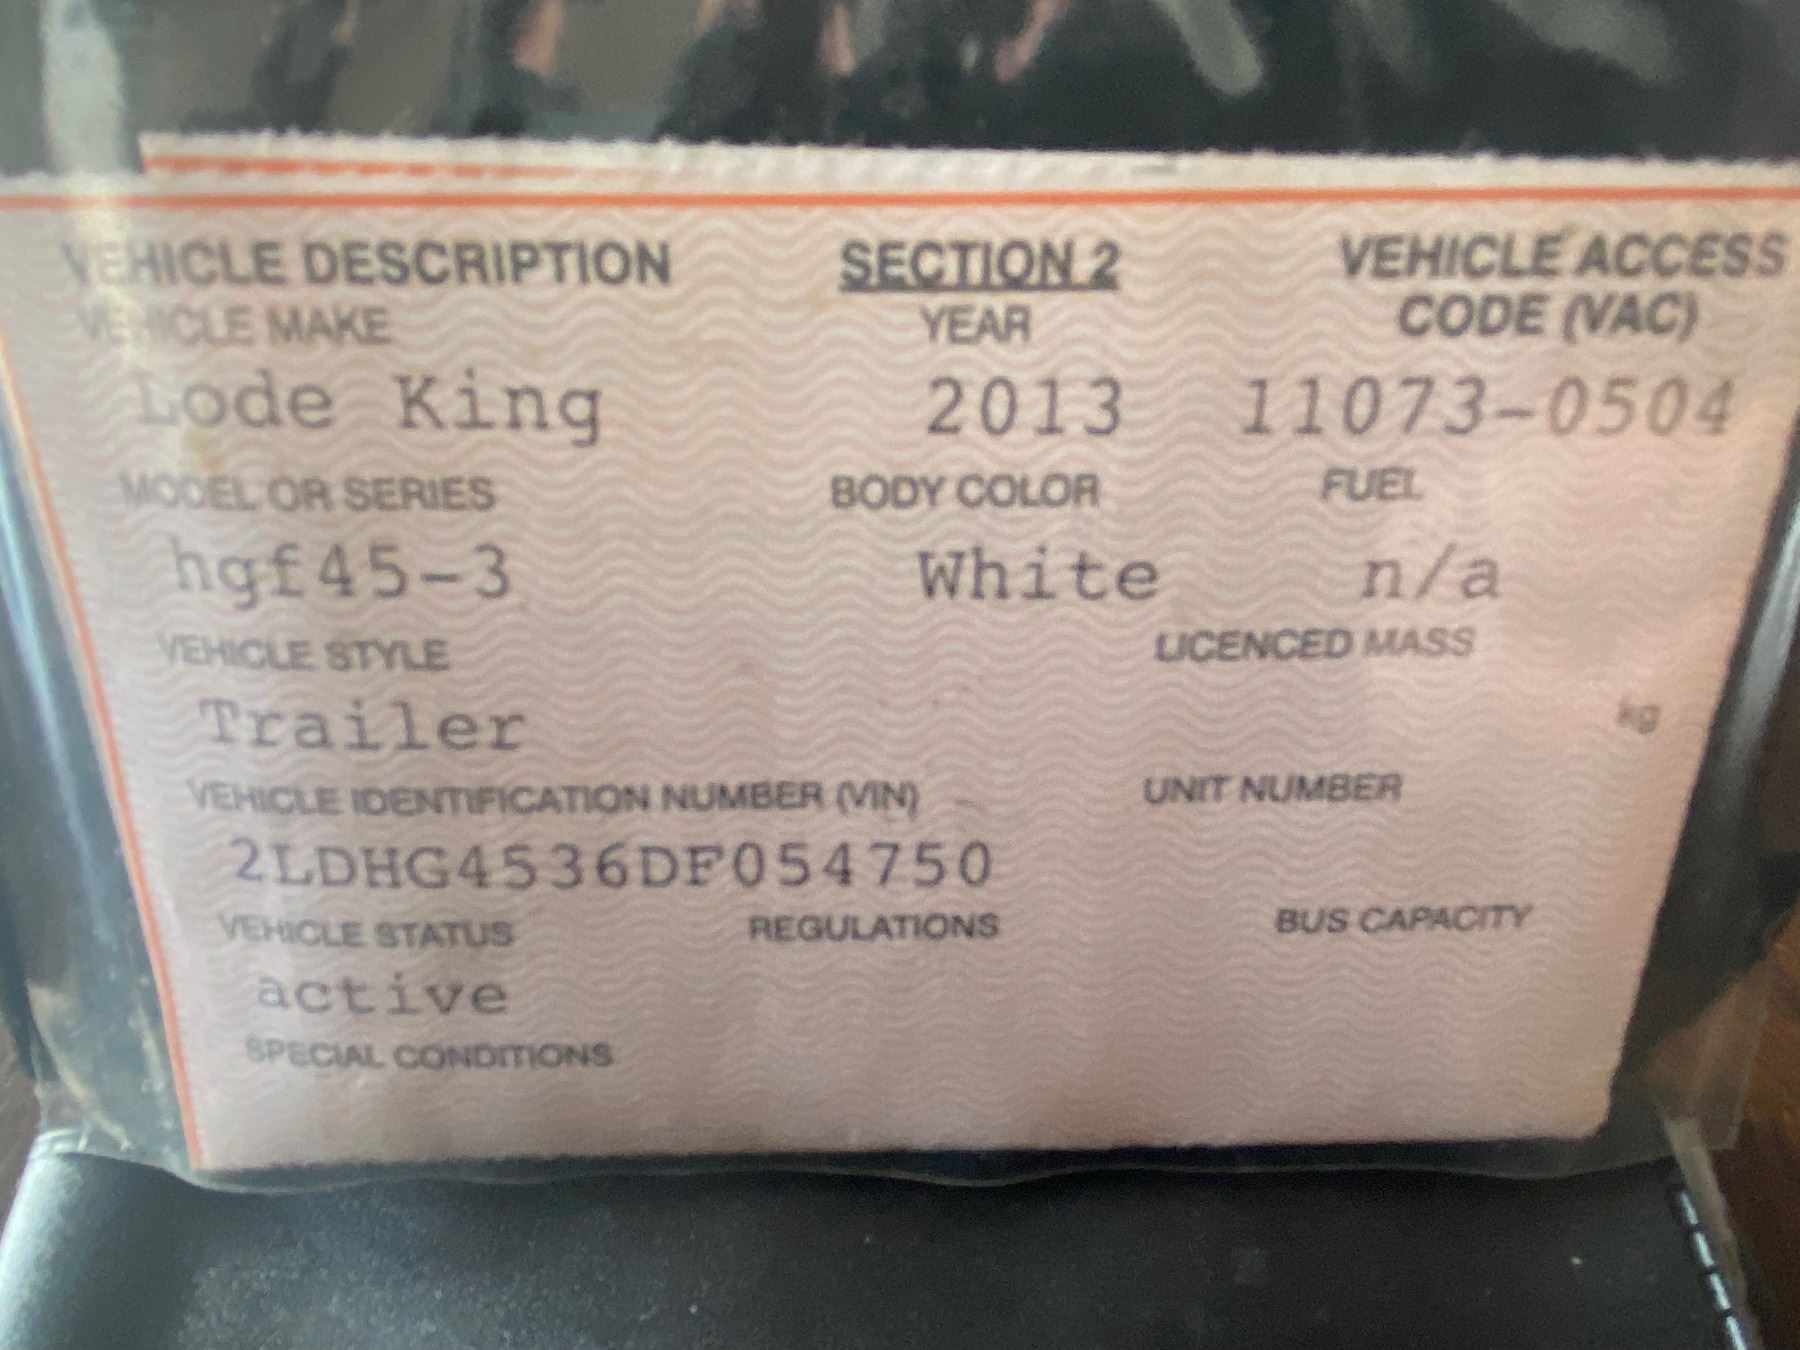 VEHICLE DESCRIPTION SECTION 2 VEHICLE ACCESS
VEHICLE MAKE YEAR CODE (VAC)
Lode King 2013 11073-0504
MODEL OR SERIES BODY COLOR FUEL
hgf45-3 White n/a
VEHICLE STYLE LICENCED MASS
Trailer kg
VEHICLE IDENTIFICATION NUMBER (VIN) UNIT NUMBER
2LDHG4536DF054750
VEHICLE STATUS REGULATIONS BUS CAPACITY
active
SPECIAL CONDITIONS